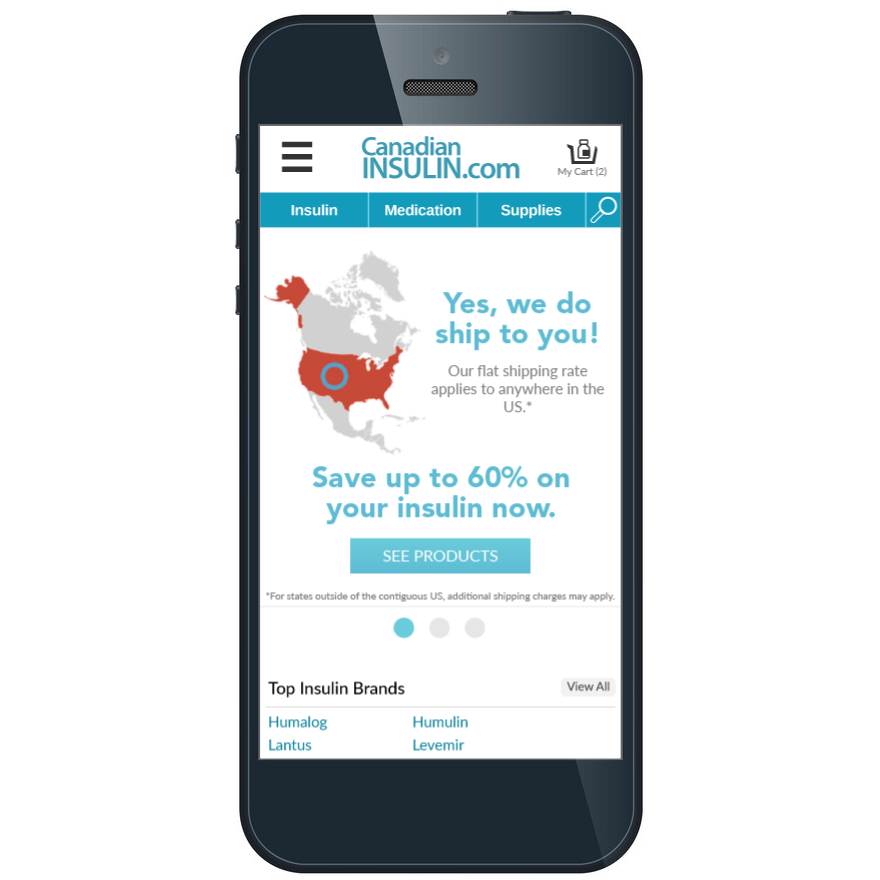 Canadian
INSULIN.com
My Cart (2)
Insulin
Medication
Supplies
Yes, we do
ship to you!
Our flat shipping rate
applies to anywhere in the
US.*
Save up to 60% on
your insulin now.
SEE PRODUCTS
*For states outside of the contiguous US, additional shipping charges may apply.
Top Insulin Brands
View All
Humalog
Humulin
Lantus
Levemir